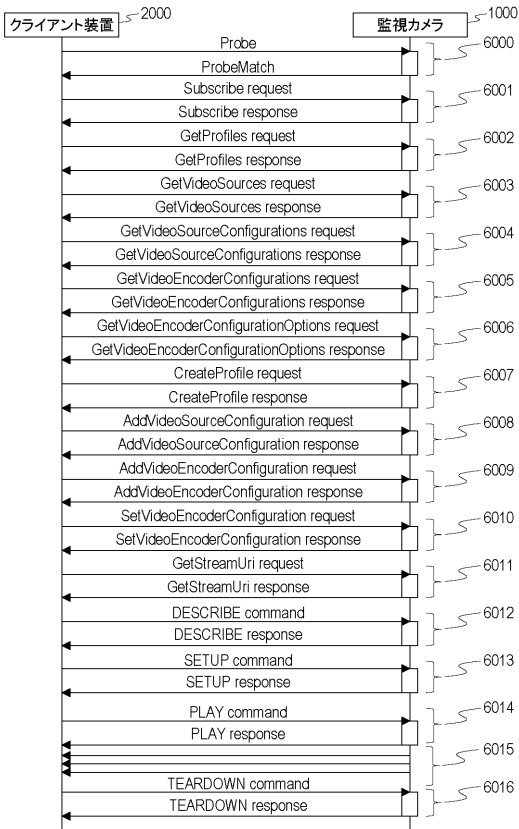 クライアント装置
2000
監視カメラ
1000
Probe
6000
ProbeMatch
Subscribe request
6001
Subscribe response
GetProfiles request
6002
GetProfiles response
GetVideoSources request
6003
GetVideoSources response
GetVideoSourceConfigurations request
6004
GetVideoSourceConfigurations response
GetVideoEncoderConfigurations request
6005
GetVideoEncoderConfigurations response
GetVideoEncoderConfigurationOptions request
6006
GetVideoEncoderConfigurationOptions response
CreateProfile request
6007
CreateProfile response
AddVideoSourceConfiguration request
6008
AddVideoSourceConfiguration response
AddVideoEncoderConfiguration request
6009
AddVideoEncoderConfiguration response
SetVideoEncoderConfiguration request
6010
SetVideoEncoderConfiguration response
GetStreamUri request
6011
GetStreamUri response
DESCRIBE command
6012
DESCRIBE response
SETUP command
6013
SETUP response
PLAY command
6014
PLAY response
6015
TEARDOWN command
6016
TEARDOWN response